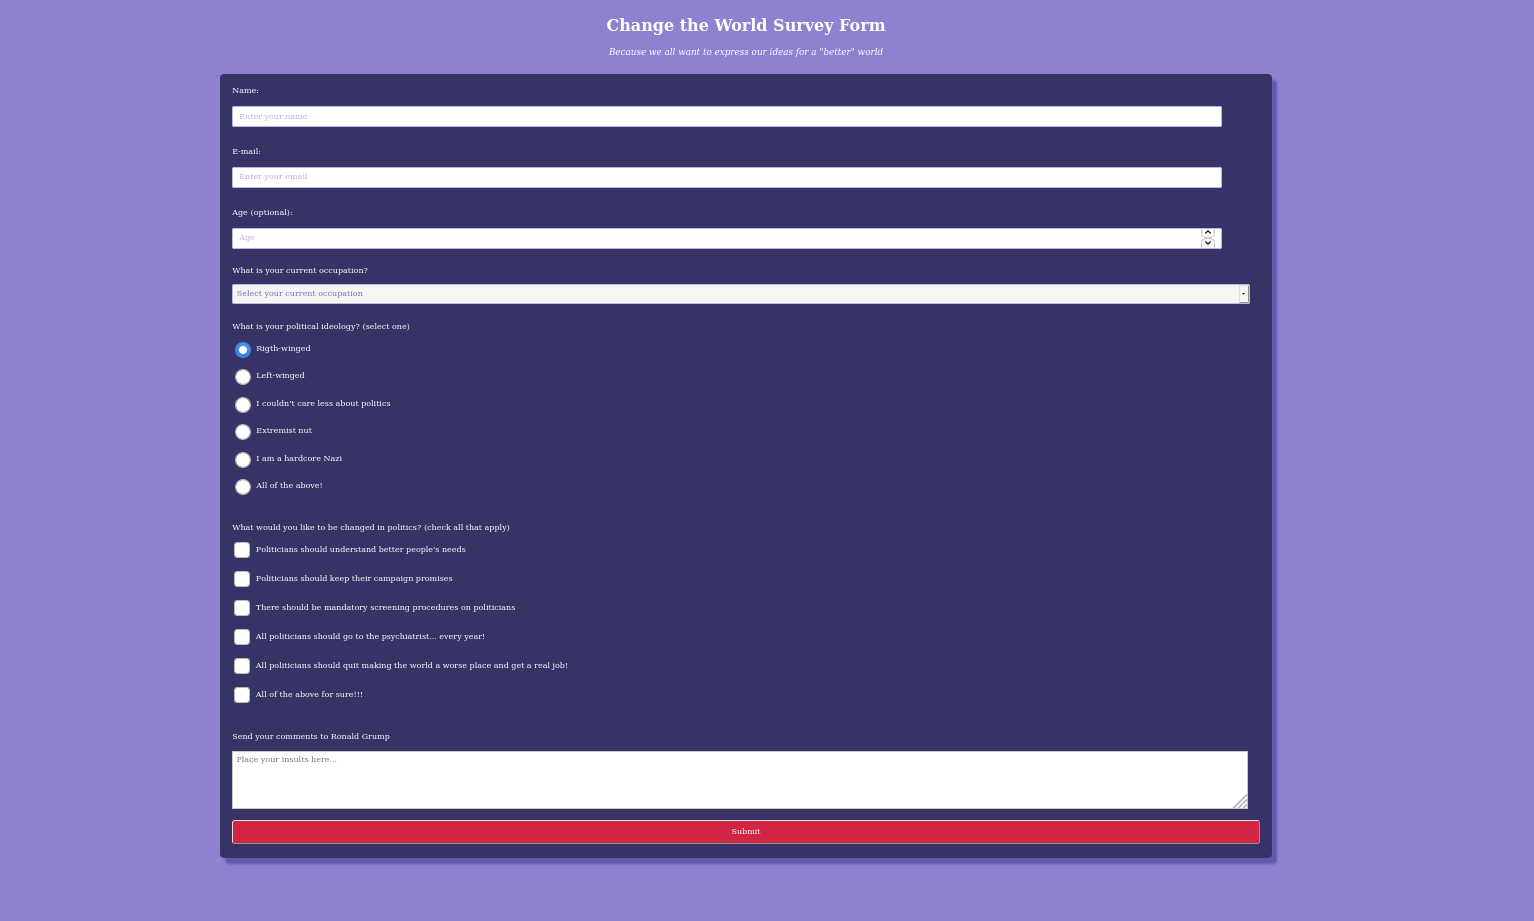 Change the World Survey Form
Because we all want to express our ideas for a "better" world
Name:
Enter your name
E-mail:
Enter your email
Age (optional):
Age
What is your current occupation?
Select your current occupation
What is your political ideology? (select one)
Rigth-winged
Left-winged
I couldn't care less about politics
Extremist nut
I am a hardcore Nazi
All of the above!
What would you like to be changed in politics? (check all that apply)
Politicians should understand better people's needs
Politicians should keep their campaign promises
There should be mandatory screening procedures on politicians
All politicians should go to the psychiatrist... every year!
All politicians should quit making the world a worse place and get a real job!
All of the above for sure!!!
Send your comments to Ronald Grump
Place your insults here...
Submit